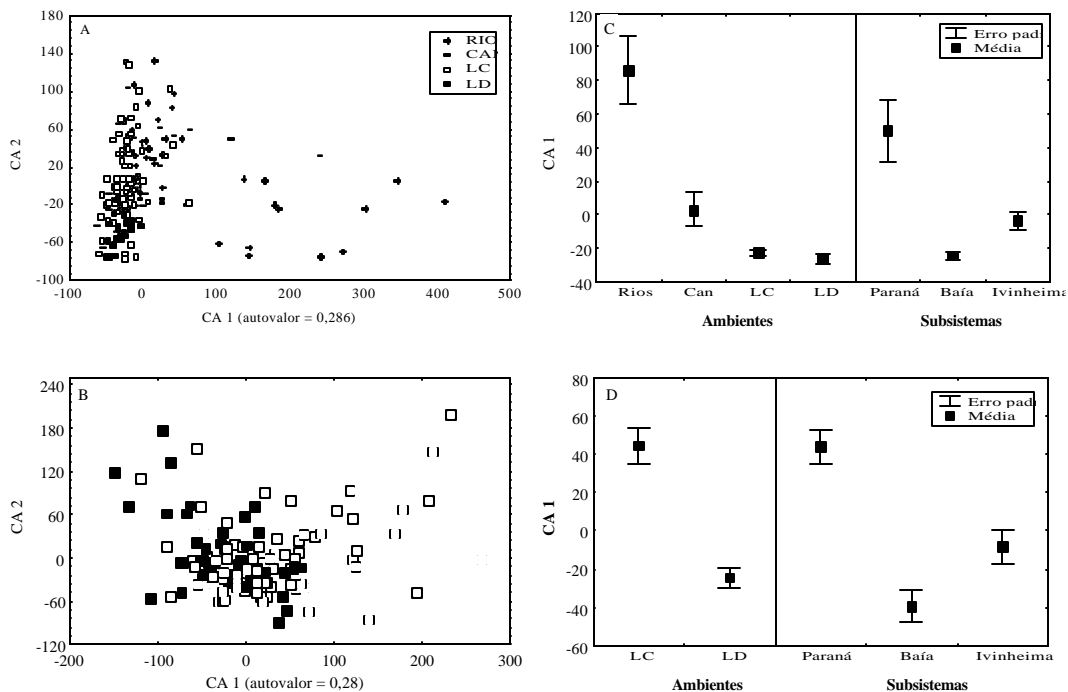 A
RIO
CA
LC
LD
180
140
100
60
20
-20
-60
-100
CA 2
-100 0 100 200 300 400 500
CA 1 (autovalor = 0,286)
C
Erro pad
Média
120
100
80
60
40
20
0
-20
-40
CA 1
Rios Can LC LD Paraná Baía Ivinheima
Ambientes Subsistemas
B
240
180
120
60
0
-60
-120
CA 2
-200 -100 0 100 200 300
CA 1 (autovalor = 0,28)
D
Erro pad
Média
80
60
40
20
0
-20
-40
-60
CA 1
LC LD Paraná Baía Ivinheima
Ambientes Subsistemas